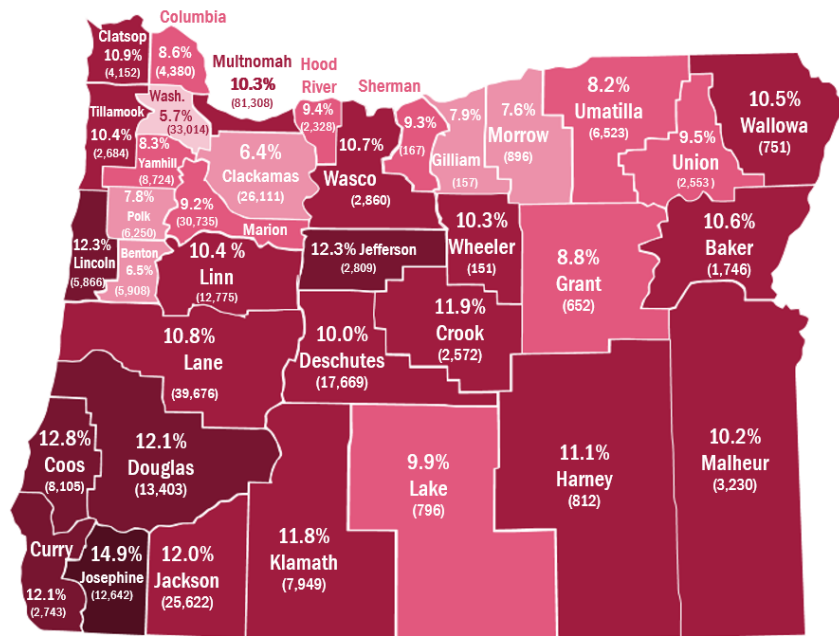 Columbia
Clatsop
10.9%
(4,152)
8.6%
(4,380)
Multnomah
10.3%
(81,308)
Hood
River
9.4%
(2,328)
Sherman
9.3%
(167)
7.9%
Gilliam
(157)
7.6%
Morrow
(896)
8.2%
Umatilla
(6,523)
9.5%
Union
(2,553)
10.5%
Wallowa
(751)
Tillamook
10.4%
(2,684)
Wash.
5.7%
(33,014)
8.3%
Yamhill
(8,724)
6.4%
Clackamas
(26,111)
10.7%
Wasco
(2,860)
7.8%
Polk
(6,250)
9.2%
(30,735)
Marion
12.3%
Lincoln
(5,866)
Benton
6.5%
(5,908)
10.4 %
Linn
(12,775)
12.3% Jefferson
(2,809)
10.3%
Wheeler
(151)
8.8%
Grant
(652)
10.6%
Baker
(1,746)
10.8%
Lane
(39,676)
10.0%
Deschutes
(17,669)
11.9%
Crook
(2,572)
12.8%
Coos
(8,105)
12.1%
Douglas
(13,403)
9.9%
Lake
(796)
11.1%
Harney
(812)
10.2%
Malheur
(3,230)
Curry
12.1%
(2,743)
14.9%
Josephine
(12,642)
12.0%
Jackson
(25,622)
11.8%
Klamath
(7,949)